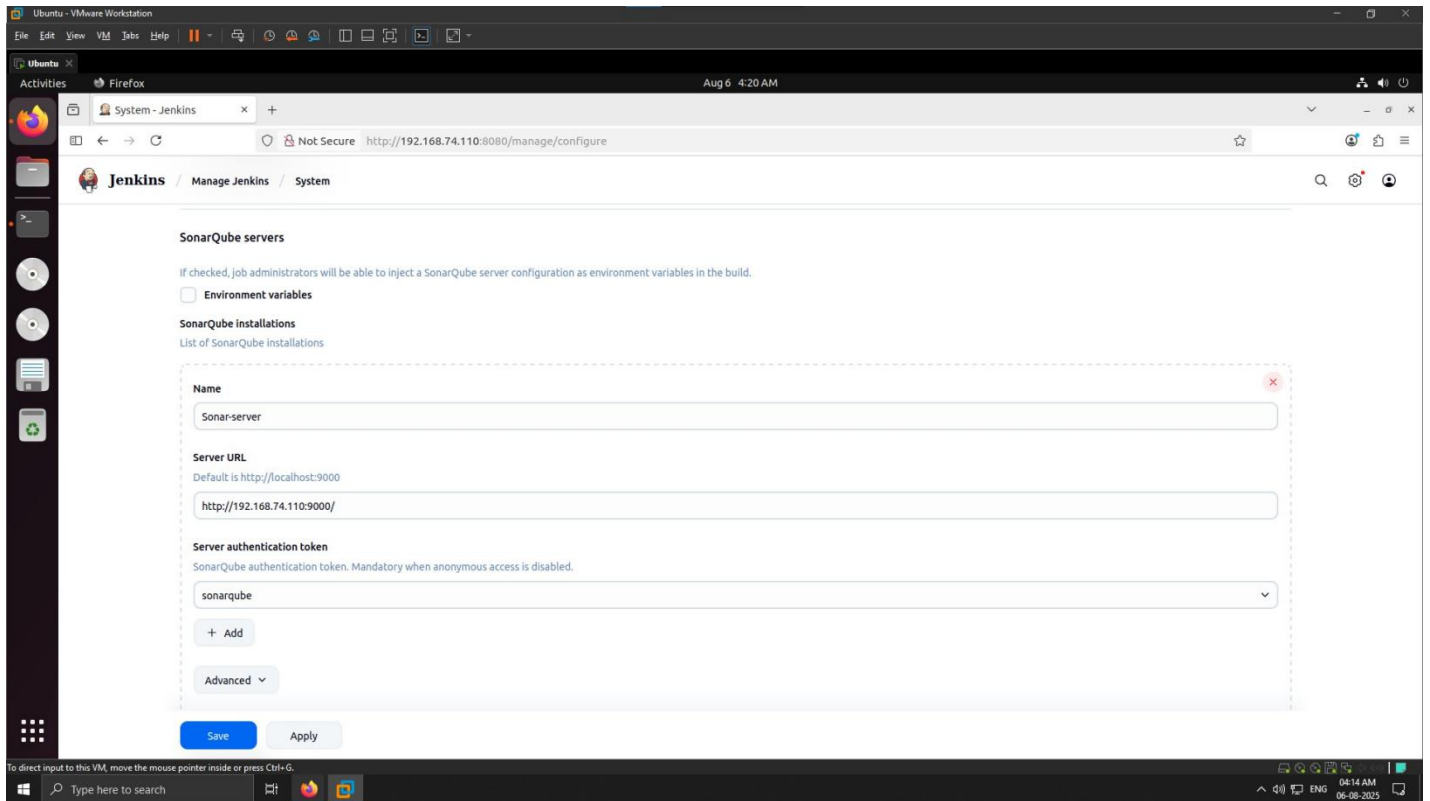 Ubuntu - VMware Workstation
File Edit View VM Tabs Help
Ubuntu
Activities Firefox Aug 6 4:20 AM
System - Jenkins
Not Secure http://192.168.74.110:8080/manage/configure
Jenkins / Manage Jenkins / System
SonarQube servers
If checked, job administrators will be able to inject a SonarQube server configuration as environment variables in the build.
Environment variables
SonarQube installations
List of SonarQube installations
Name
Sonar-server
Server URL
Default is http://localhost:9000
http://192.168.74.110:9000/
Server authentication token
SonarQube authentication token. Mandatory when anonymous access is disabled.
sonarqube
+ Add
Advanced
Save Apply
To direct input to this VM, move the mouse pointer inside or press Ctrl+G.
Type here to search
ENG
04:14 AM
06-08-2025